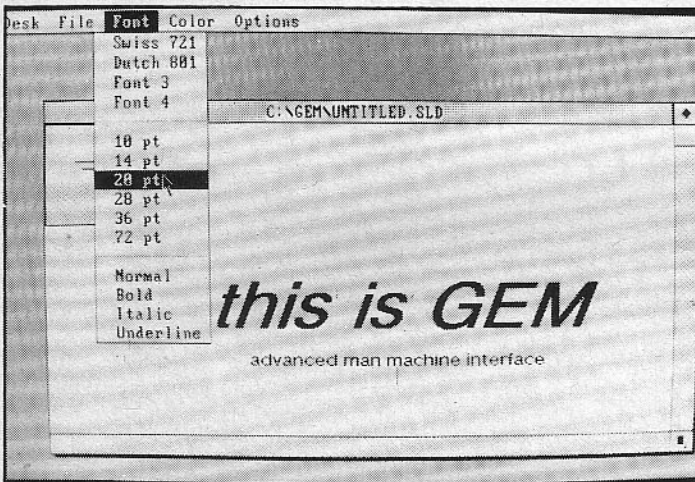 Desk File Font Color Options
Swiss 721
Dutch 801
Font 3
Font 4
C:\GEM\UNTITLED.SLD
10 pt
14 pt
20 pt
28 pt
36 pt
72 pt
Normal
Bold
Italic
Underline
this is GEM
advanced man machine interface